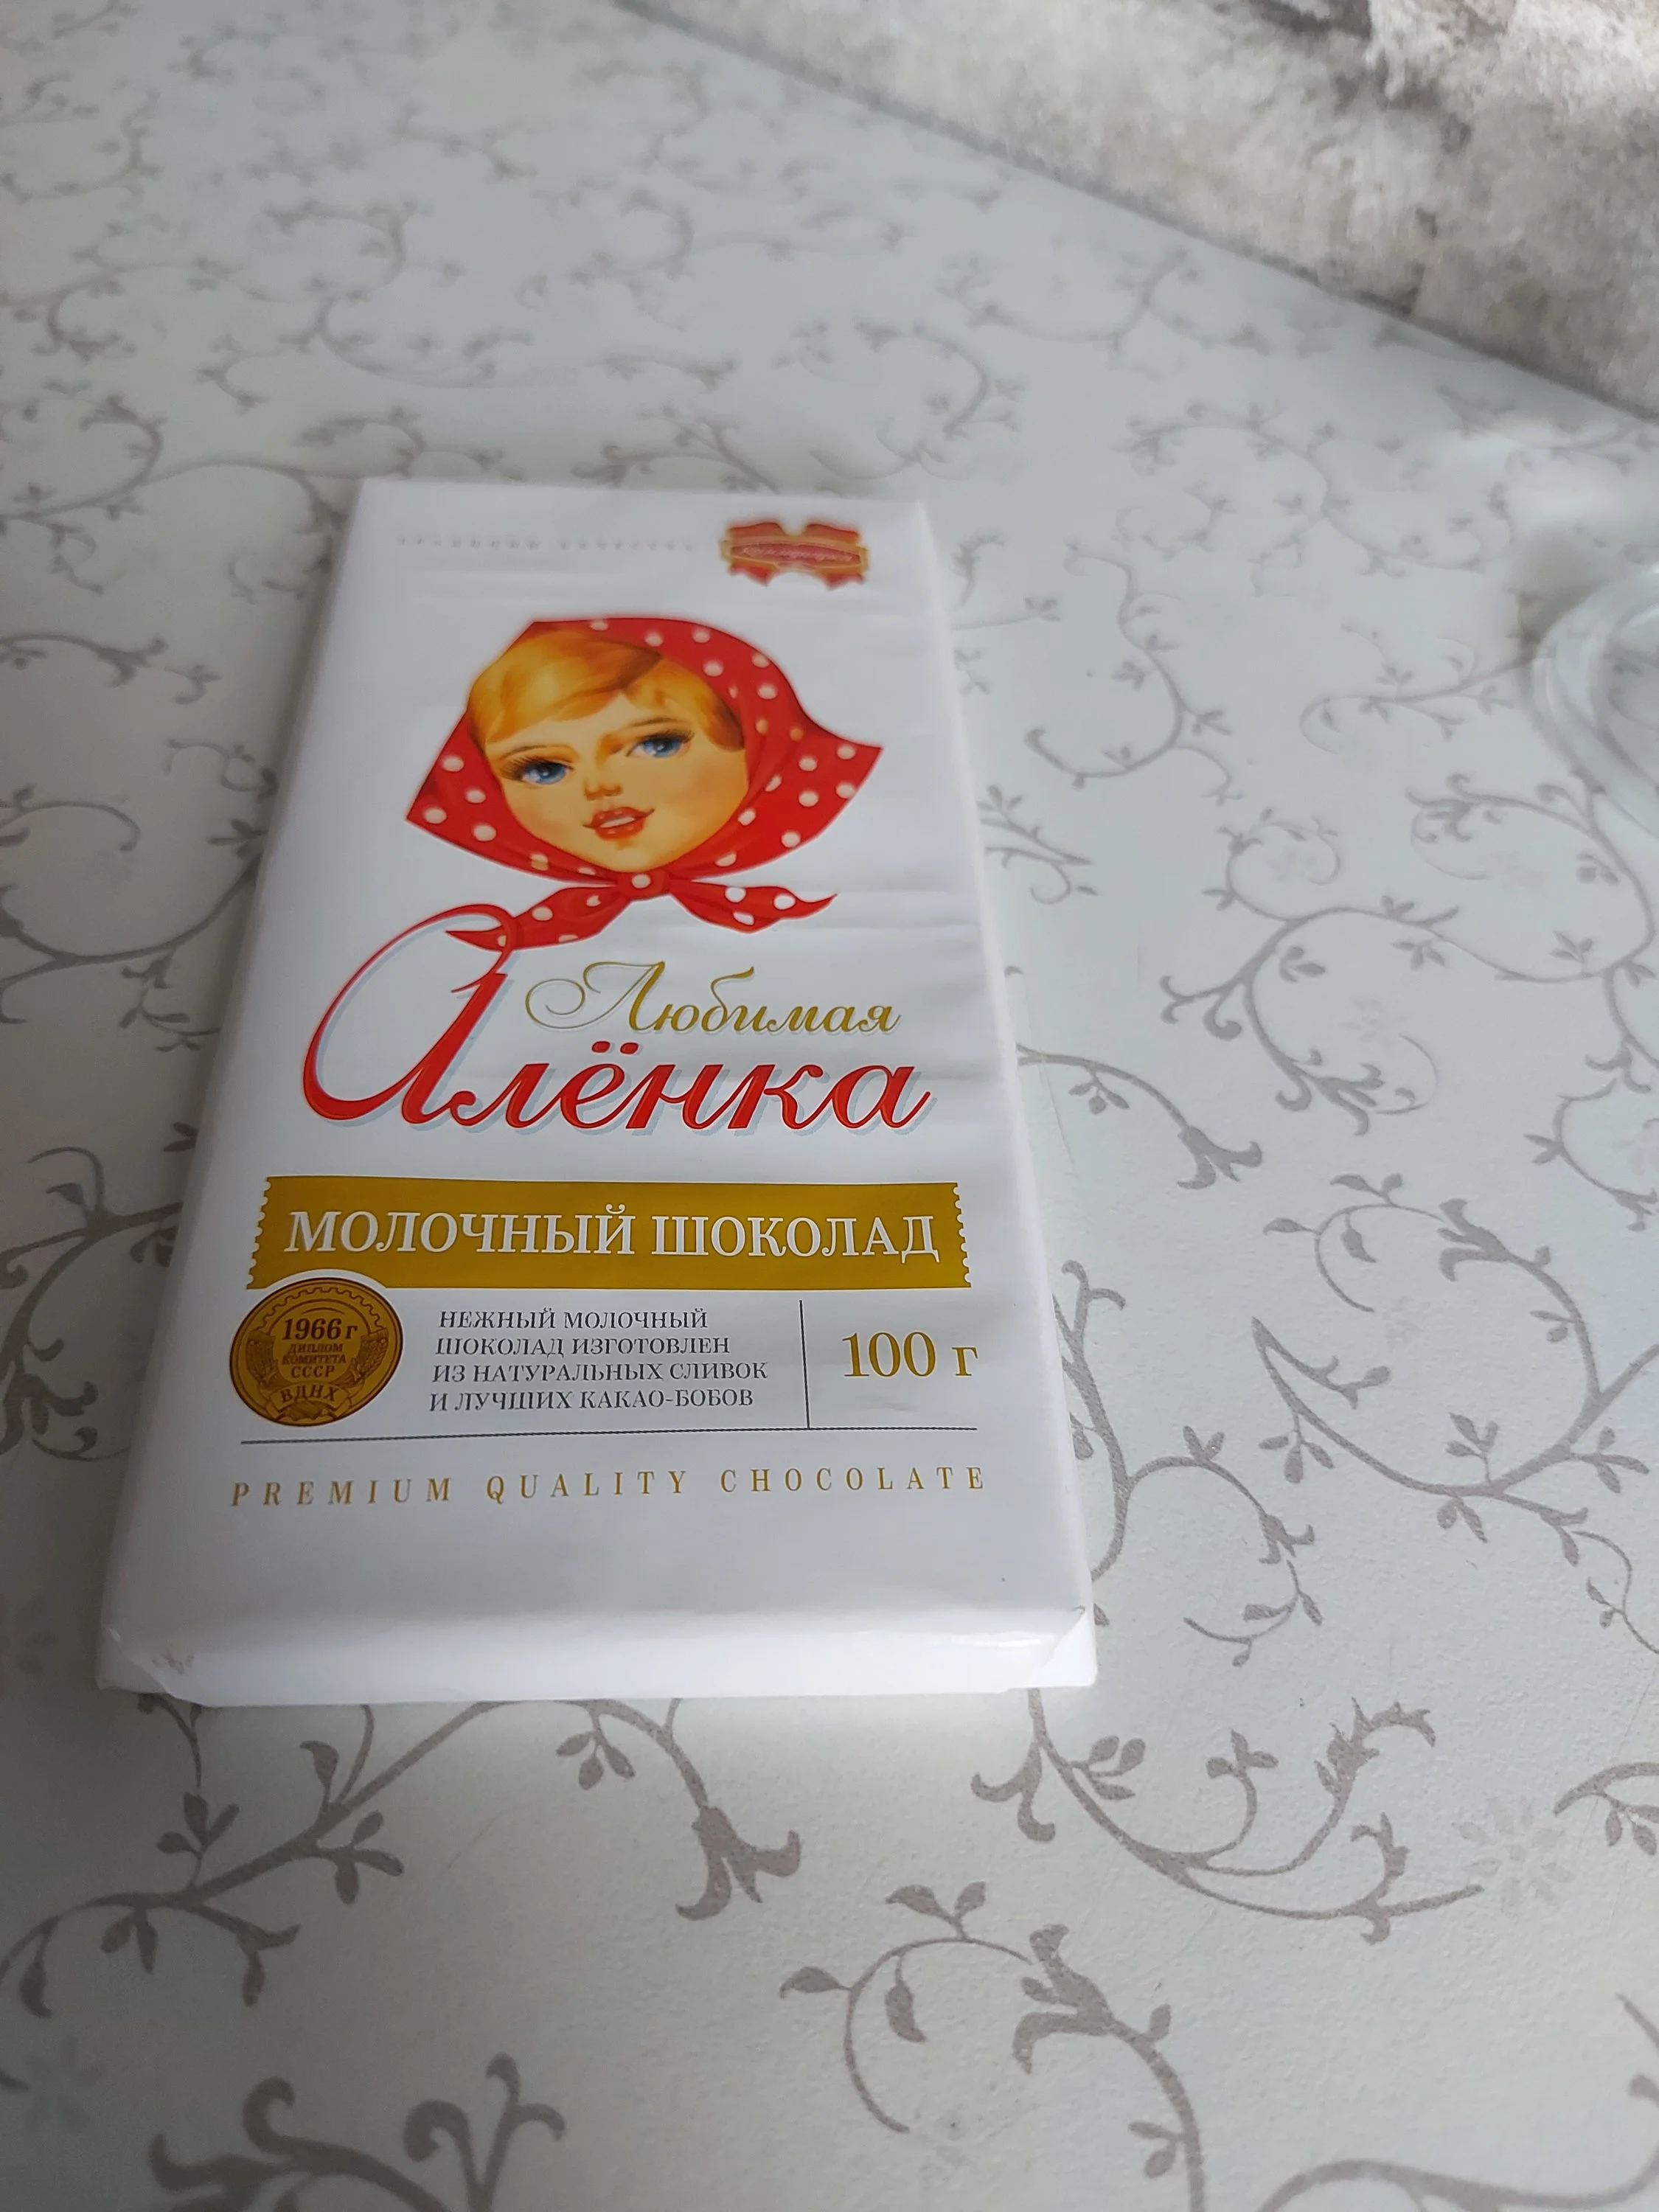 Любимая
Алёнка
МОЛОЧНЫЙ ШОКОЛАД
1966 г
ДИПЛОМ
КОМИТЕТА
СССР
ВДНХ
НЕЖНЫЙ МОЛОЧНЫЙ
ШОКОЛАД ИЗГОТОВЛЕН
ИЗ НАТУРАЛЬНЫХ СЛИВОК
И ЛУЧШИХ КАКАО-БОБОВ
100 г
PREMIUM QUALITY CHOCOLATE